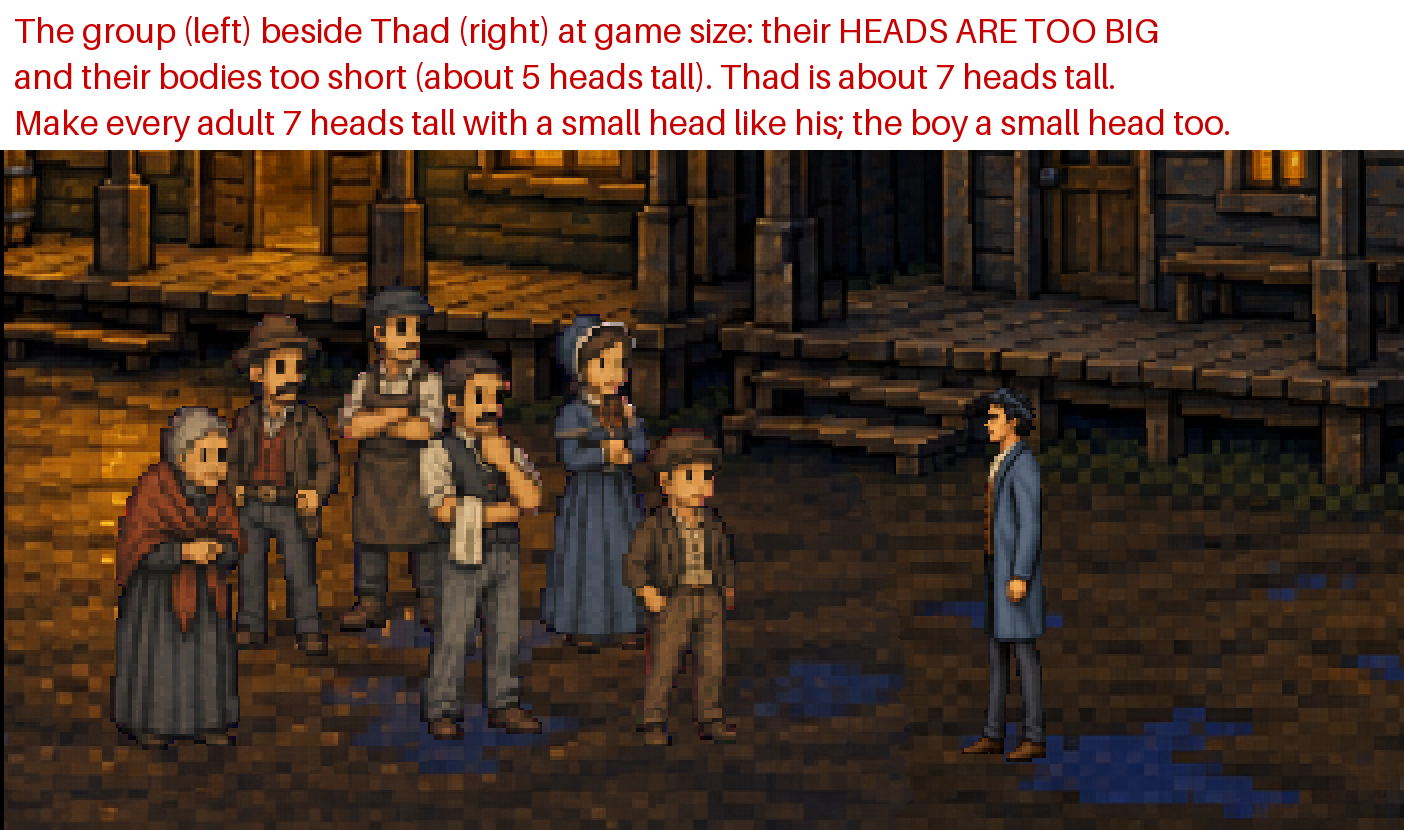 The group (left) beside Thad (right) at game size: their HEADS ARE TOO BIG
and their bodies too short (about 5 heads tall). Thad is about 7 heads tall.
Make every adult 7 heads tall with a small head like his; the boy a small head too.